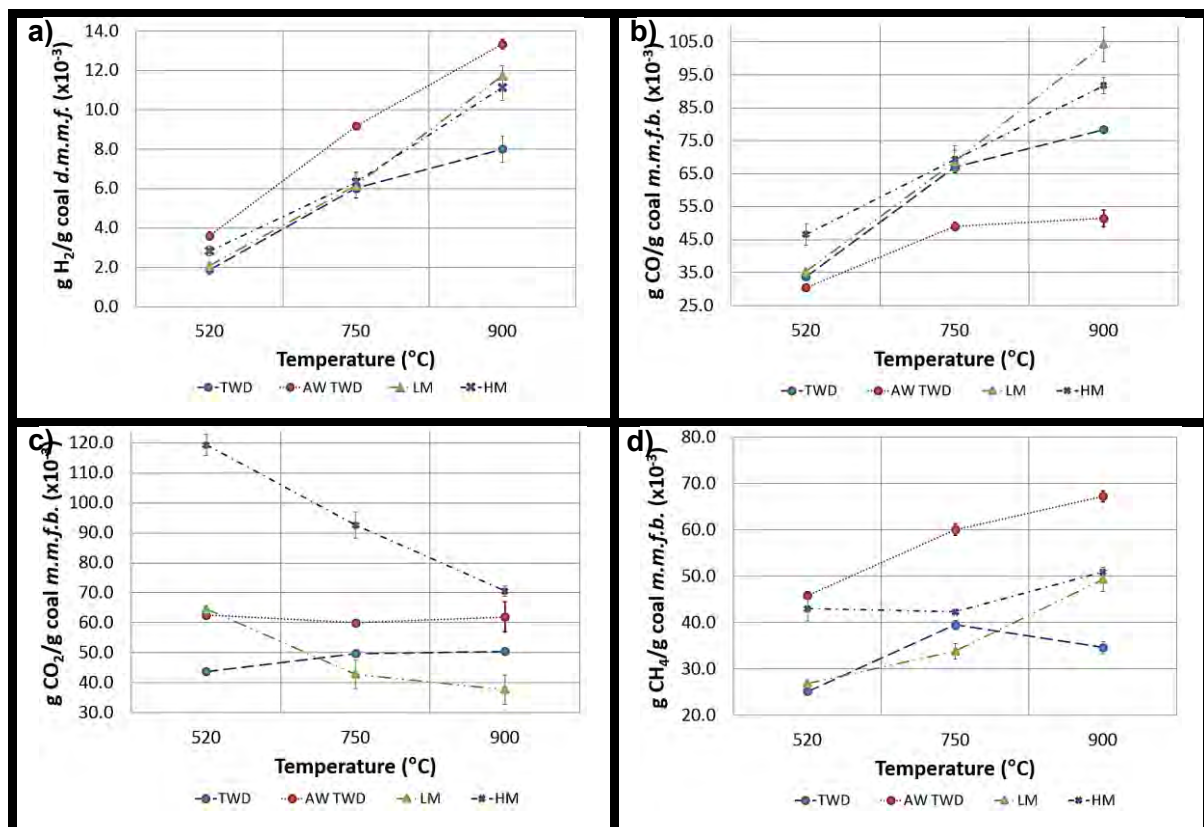 a)
g H₂/g coal d.m.m.f. (x10⁻³)
14.0
12.0
10.0
8.0
6.0
4.0
2.0
0.0
520 750 900
Temperature (°C)
TWD AW TWD LM HM
b)
g CO/g coal m.m.f.b. (x10⁻³)
105.0
95.0
85.0
75.0
65.0
55.0
45.0
35.0
25.0
520 750 900
Temperature (°C)
TWD AW TWD LM HM
c)
g CO₂/g coal m.m.f.b. (x10⁻³)
120.0
110.0
100.0
90.0
80.0
70.0
60.0
50.0
40.0
30.0
520 750 900
Temperature (°C)
TWD AW TWD LM HM
d)
g CH₄/g coal m.m.f.b. (x10⁻³)
80.0
70.0
60.0
50.0
40.0
30.0
20.0
520 750 900
Temperature (°C)
TWD AW TWD LM HM